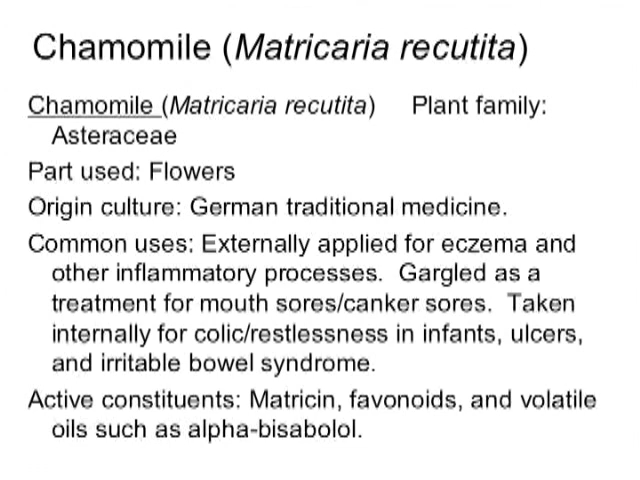 Chamomile (Matricaria recutita)
Chamomile (Matricaria recutita) Plant family:
Asteraceae
Part used: Flowers
Origin culture: German traditional medicine.
Common uses: Externally applied for eczema and
other inflammatory processes. Gargled as a
treatment for mouth sores/canker sores. Taken
internally for colic/restlessness in infants, ulcers,
and irritable bowel syndrome.
Active constituents: Matricin, favonoids, and volatile
oils such as alpha-bisabolol.